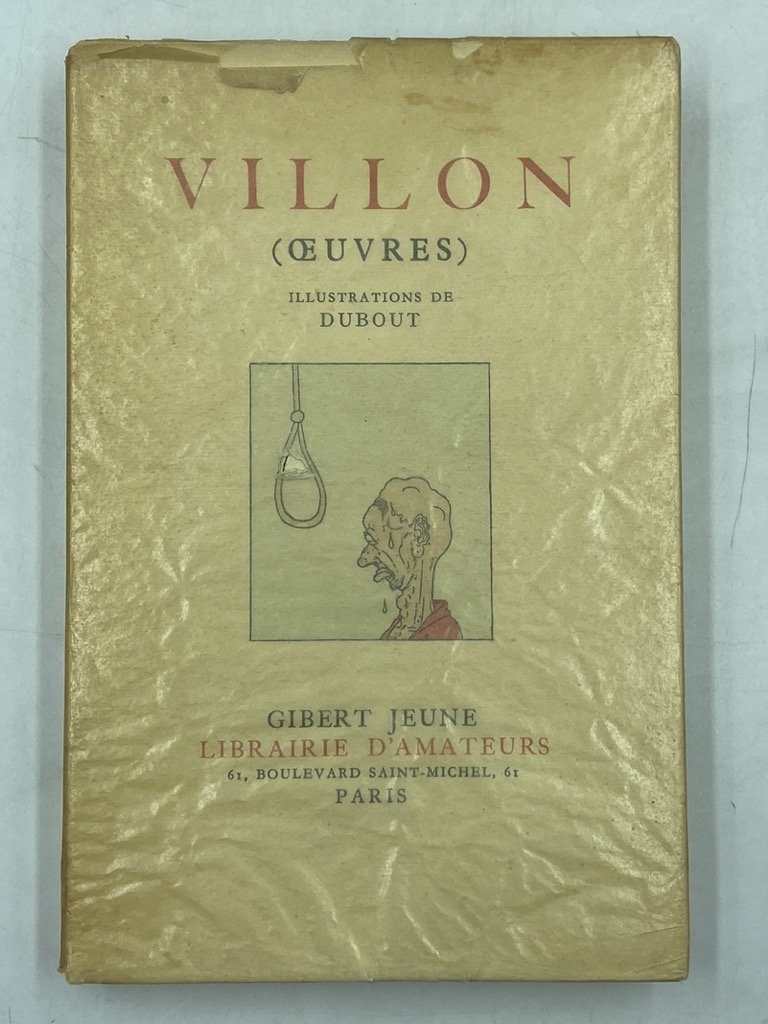 VILLON
(ŒUVRES)
ILLUSTRATIONS DE
DUBOUT
GIBERT JEUNE
LIBRAIRIE D'AMATEURS
61, BOULEVARD SAINT-MICHEL, 61
PARIS